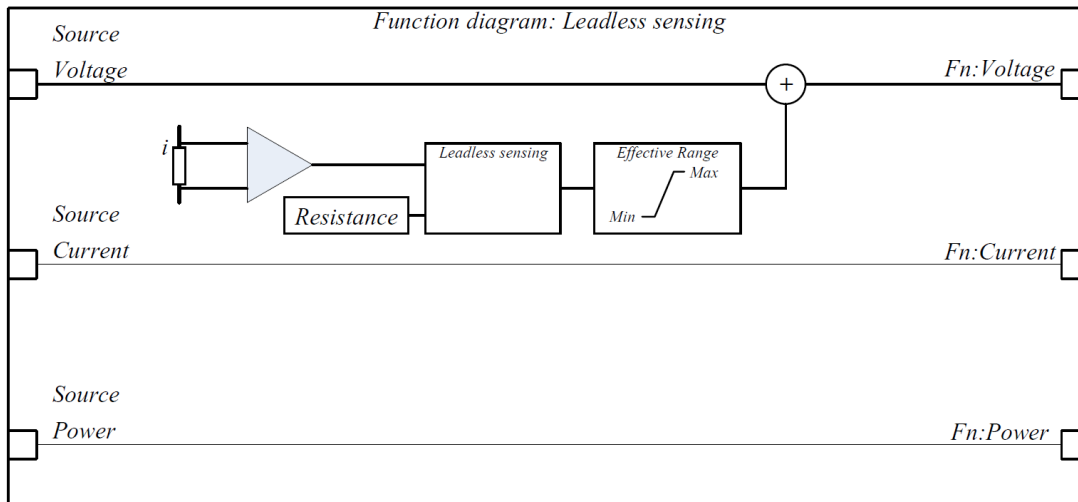 Function diagram: Leadless sensing
Source
Voltage
Fn:Voltage
+
i
Leadless sensing
Effective Range
Max
Min
Resistance
Source
Current
Fn:Current
Source
Power
Fn:Power